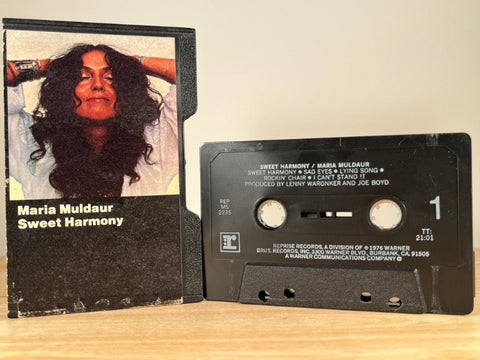 Maria Muldaur
Sweet Harmony
SWEET HARMONY / MARIA MULDAUR
SWEET HARMONY ● SAD EYES ● LYING SONG ●
ROCKIN' CHAIR ● I CAN'T STAND IT
PRODUCED BY LENNY WARONKER AND JOE BOYD
REP
M5
2235
1
TT:
21:01
r
REPRISE RECORDS, A DIVISION OF ℗ 1976 WARNER
BROS. RECORDS, INC. 3300 WARNER BLVD., BURBANK, CA. 91505
A WARNER COMMUNICATIONS COMPANY